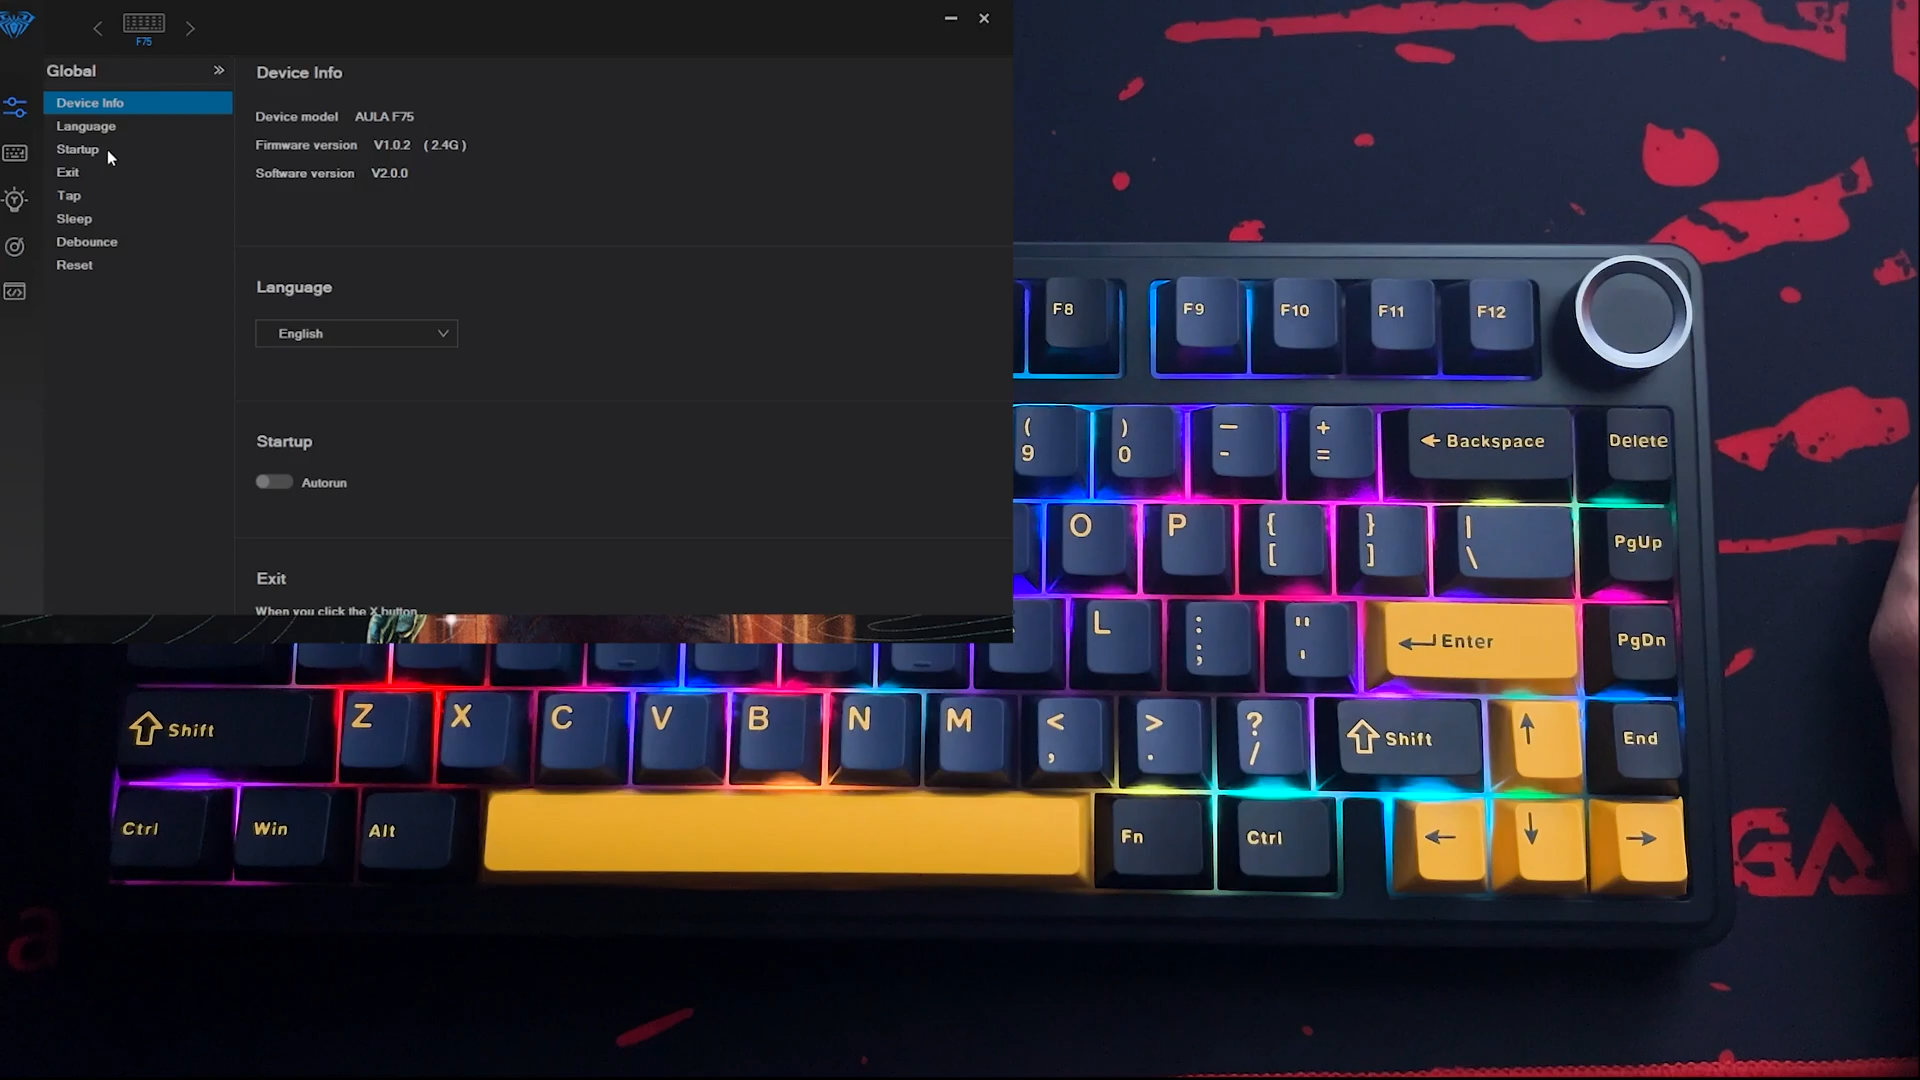 F75
Global
Device Info
Language
Startup
Exit
Tap
Sleep
Debounce
Reset
Device Info
Device model AULA F75
Firmware version V1.0.2 ( 2.4G )
Software version V2.0.0
Language
English
Startup
Autorun
Exit
When you click the X button
F8 F9 F10 F11 F12
( ) — +
9 0 - = ← Backspace Delete
O P { } | PgUp
[ ] \
L : " ↵ Enter PgDn
; '
⇧ Shift Z X C V B N M < > ? ⇧ Shift ↑ End
, . /
Ctrl Win Alt Fn Ctrl ← ↓ →
GA
a